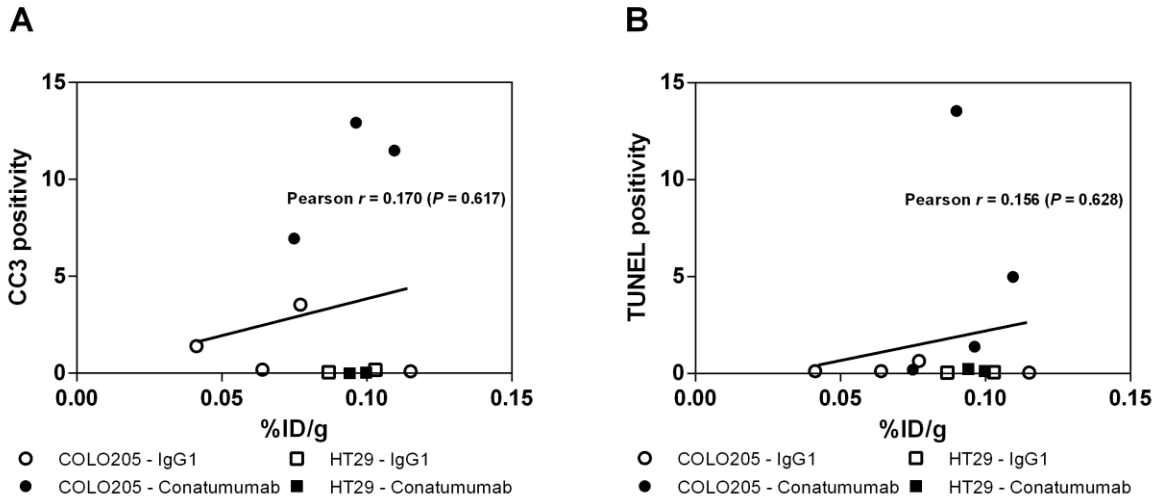 A
15
10
5
0
CC3 positivity
Pearson r = 0.170 (P = 0.617)
0.00 0.05 0.10 0.15
%ID/g
COLO205 - IgG1 HT29 - IgG1
COLO205 - Conatumumab HT29 - Conatumumab
B
15
10
5
0
TUNEL positivity
Pearson r = 0.156 (P = 0.628)
0.00 0.05 0.10 0.15
%ID/g
COLO205 - IgG1 HT29 - IgG1
COLO205 - Conatumumab HT29 - Conatumumab